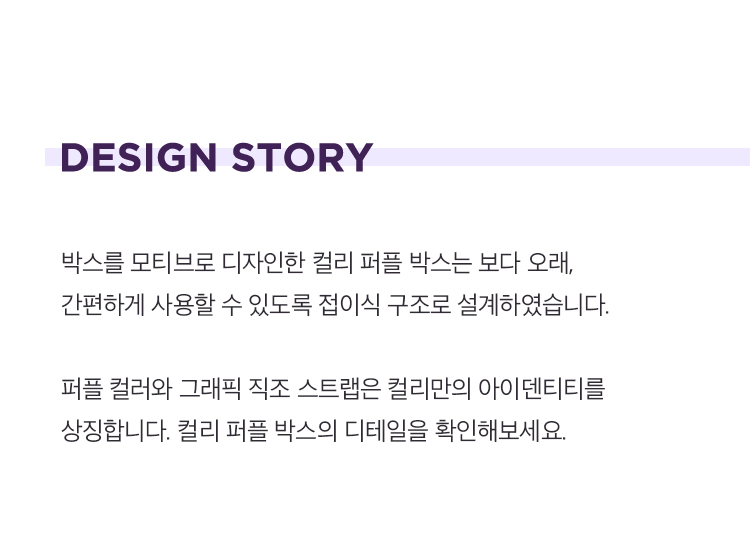 DESIGN STORY
박스를 모티브로 디자인한 컬리 퍼플 박스는 보다 오래,
간편하게 사용할 수 있도록 접이식 구조로 설계하였습니다.
퍼플 컬러와 그래픽 직조 스트랩은 컬리만의 아이덴티티를
상징합니다. 컬리 퍼플 박스의 디테일을 확인해보세요.